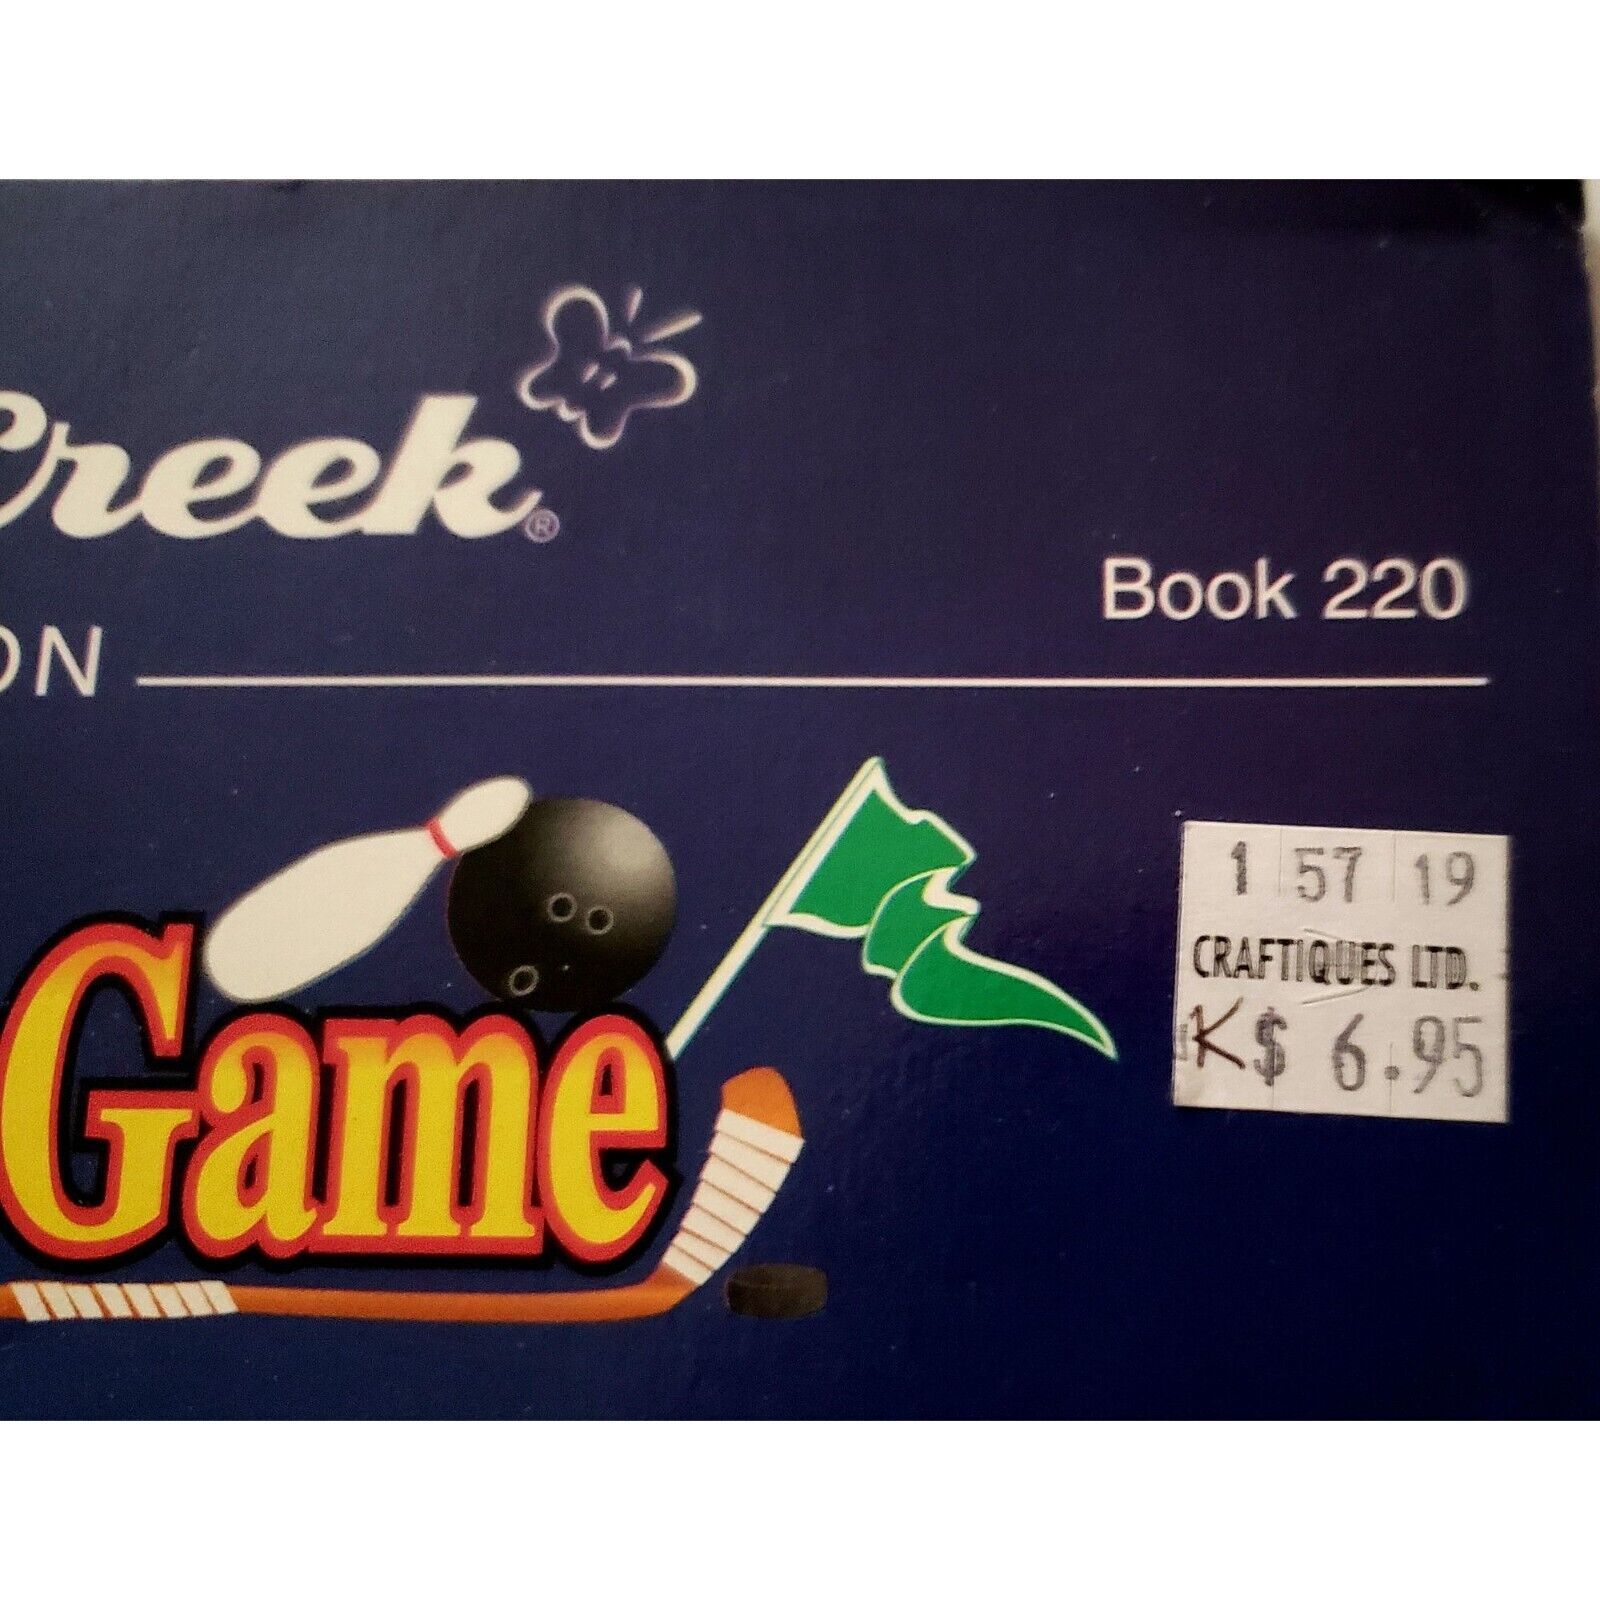 Creek®
Book 220
ON
Game
1 57 19
CRAFTIQUES LTD.
K $ 6.95